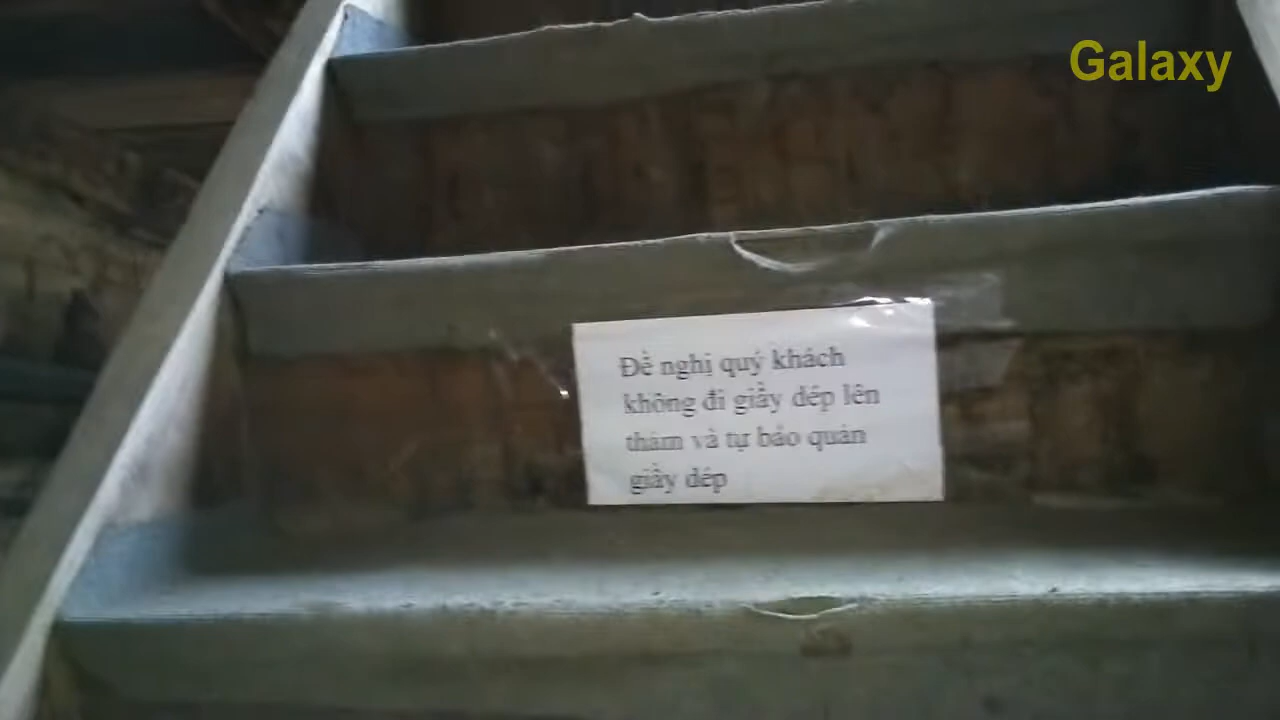 Galaxy
Đề nghị quý khách
không đi giầy dép lên
thảm và tự bảo quản
giầy dép